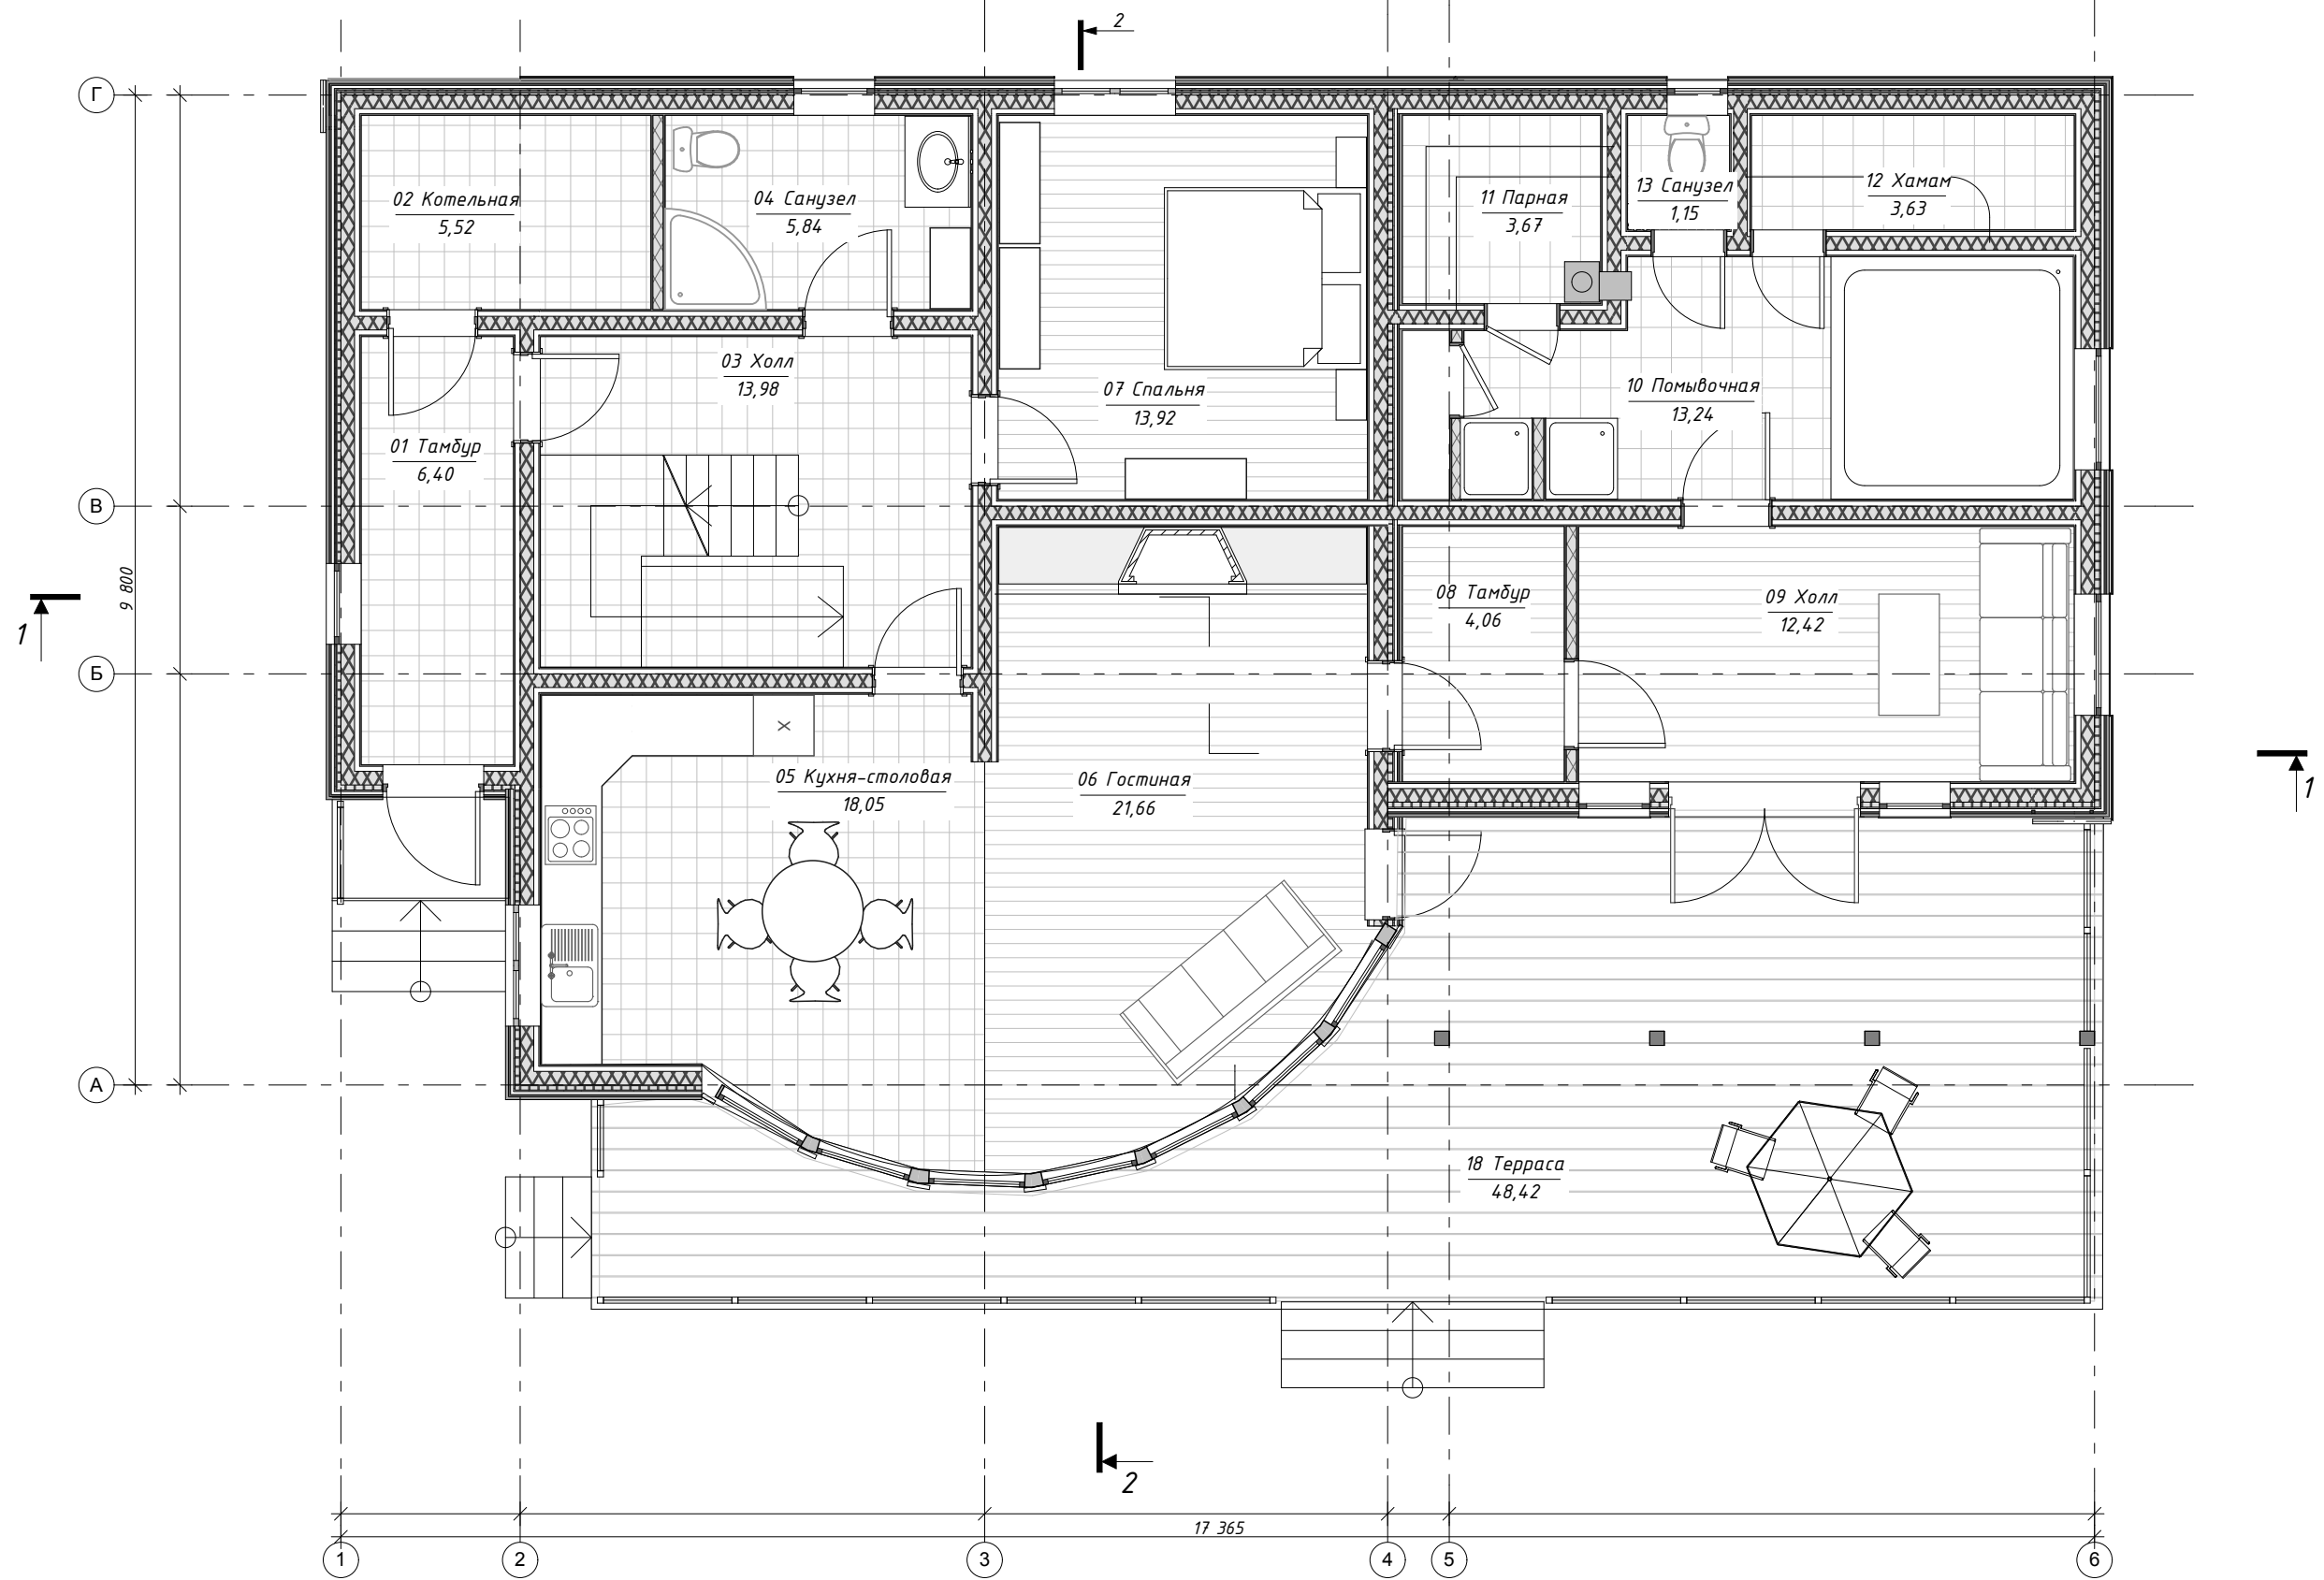 2
Г
02 Котельная
5,52
04 Санузел
5,84
11 Парная
3,67
13 Санузел
1,15
12 Хамам
3,63
03 Холл
13,98
07 Спальня
13,92
10 Помывочная
13,24
01 Тамбур
6,40
В
9 800
1
08 Тамбур
4,06
09 Холл
12,42
Б
X
05 Кухня-столовая
18,05
06 Гостиная
21,66
1
А
18 Терраса
48,42
2
17 365
1
2
3
4
5
6